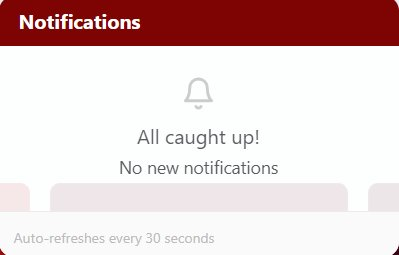 Notifications
All caught up!
No new notifications
Auto-refreshes every 30 seconds